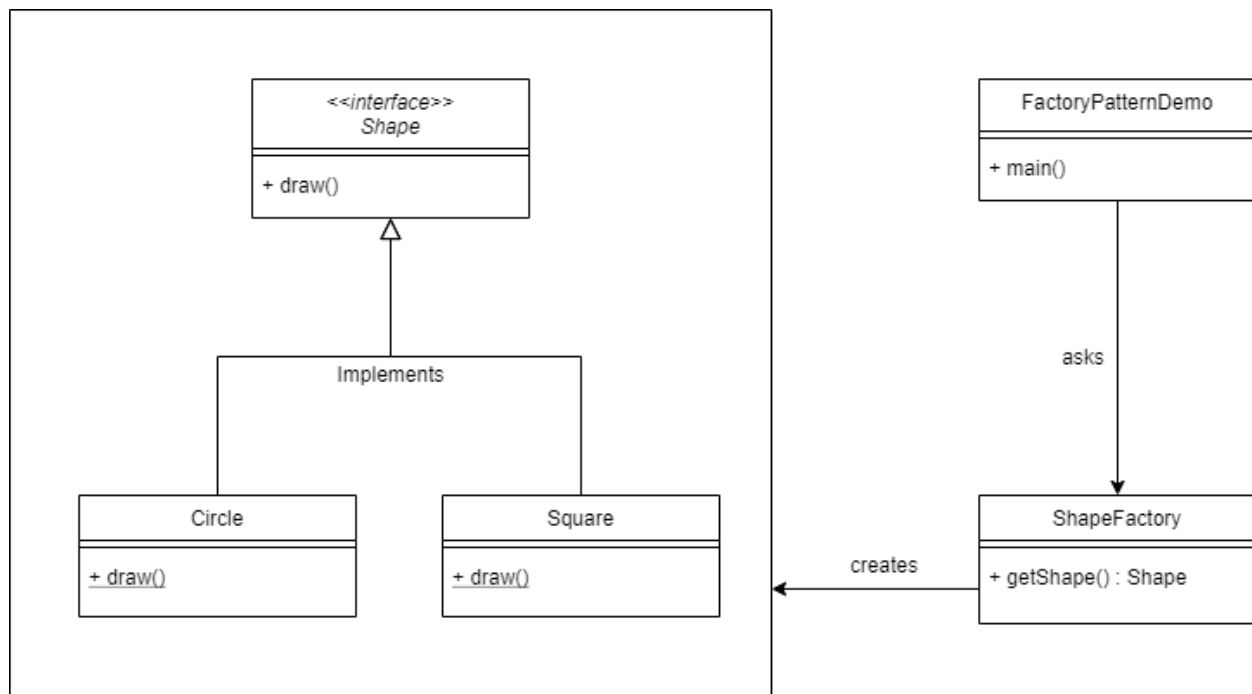 <<interface>>
Shape
+ draw()
Implements
Circle
+ draw()
Square
+ draw()
FactoryPatternDemo
+ main()
asks
ShapeFactory
+ getShape() : Shape
creates